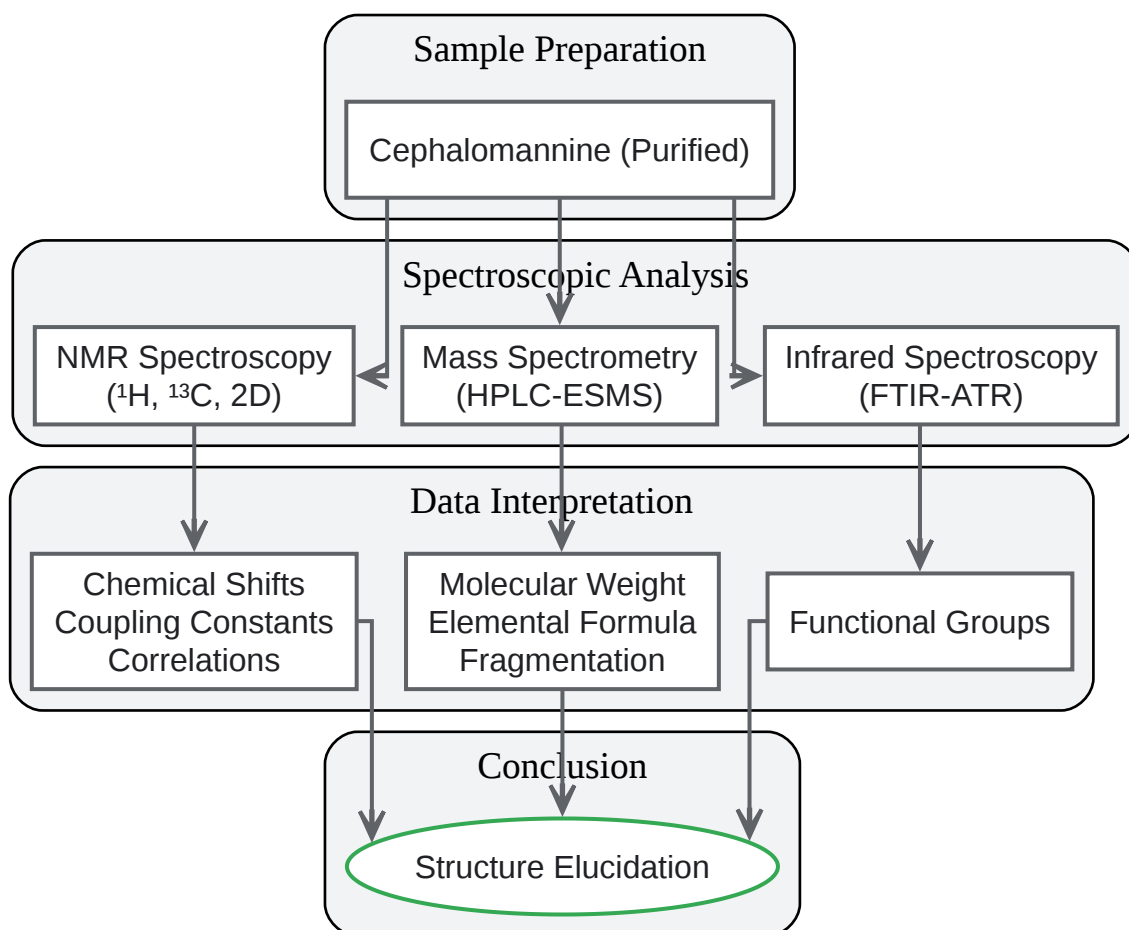 Sample Preparation
Cephalomannine (Purified)
Spectroscopic Analysis
NMR Spectroscopy
(¹H, ¹³C, 2D)
Mass Spectrometry
(HPLC-ESMS)
Infrared Spectroscopy
(FTIR-ATR)
Data Interpretation
Chemical Shifts
Coupling Constants
Correlations
Molecular Weight
Elemental Formula
Fragmentation
Functional Groups
Conclusion
Structure Elucidation